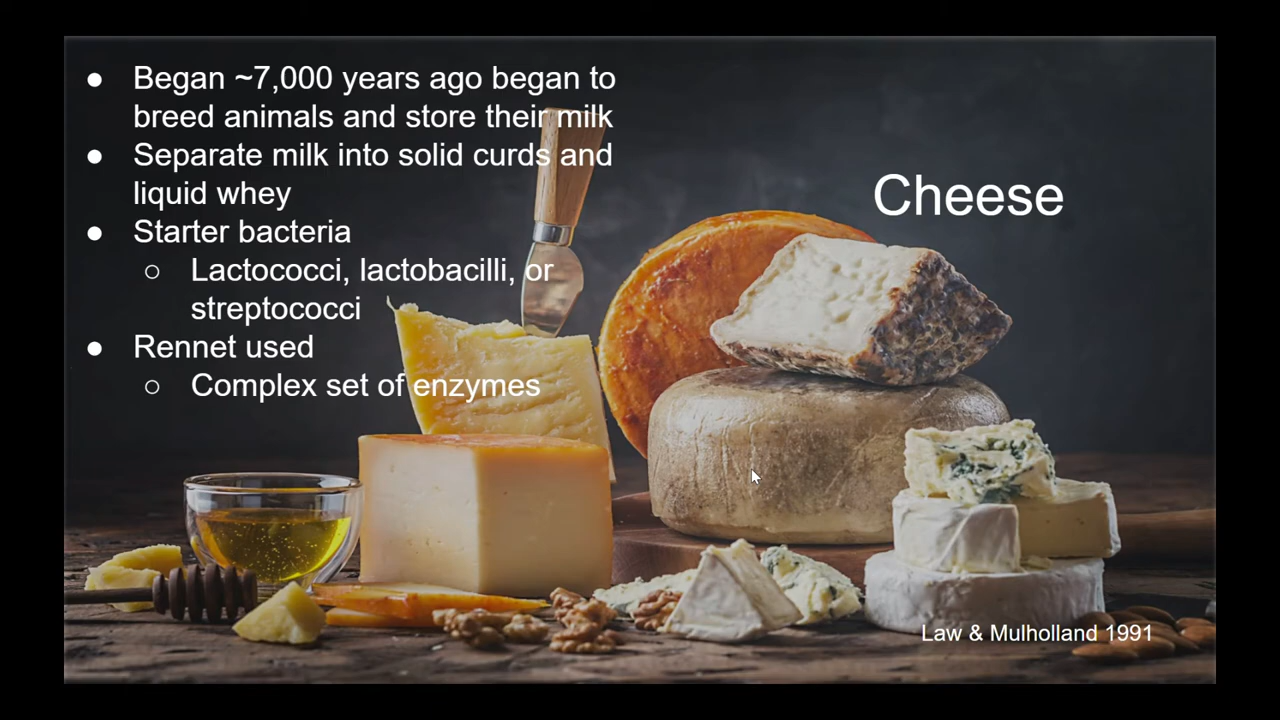 ● Began ~7,000 years ago began to
breed animals and store their milk
● Separate milk into solid curds and
liquid whey
● Starter bacteria
○ Lactococci, lactobacilli, or
streptococci
● Rennet used
○ Complex set of enzymes
Cheese
Law & Mulholland 1991